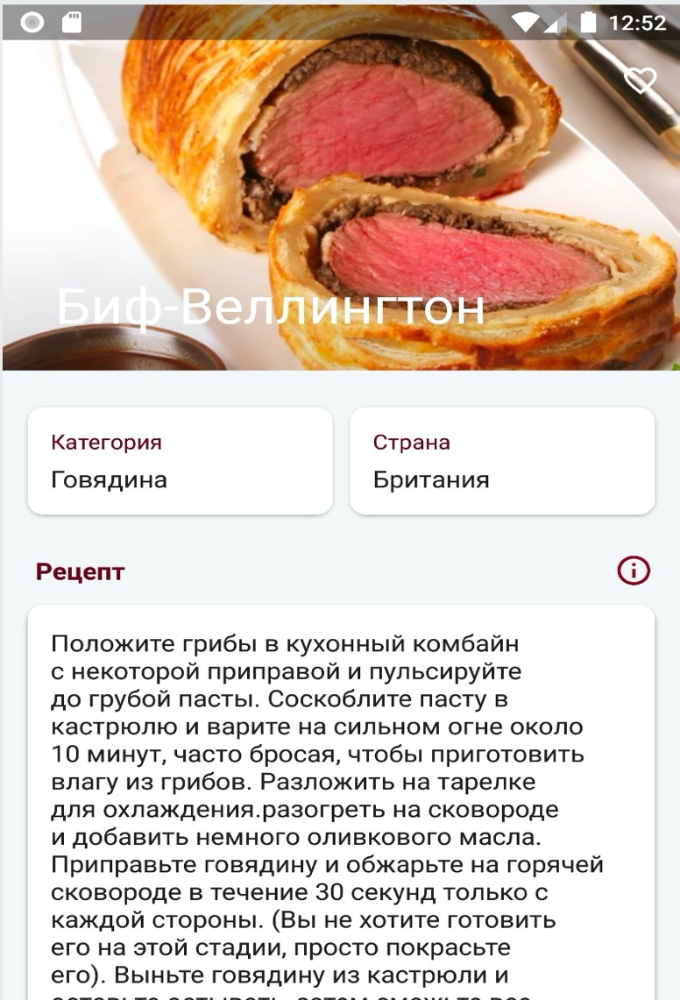 12:52
Биф-Веллингтон
Категория
Говядина
Страна
Британия
Рецепт
Положите грибы в кухонный комбайн
с некоторой приправой и пульсируйте
до грубой пасты. Соскоблите пасту в
кастрюлю и варите на сильном огне около
10 минут, часто бросая, чтобы приготовить
влагу из грибов. Разложить на тарелке
для охлаждения.разогреть на сковороде
и добавить немного оливкового масла.
Приправьте говядину и обжарьте на горячей
сковороде в течение 30 секунд только с
каждой стороны. (Вы не хотите готовить
его на этой стадии, просто покрасьте
его). Выньте говядину из кастрюли и